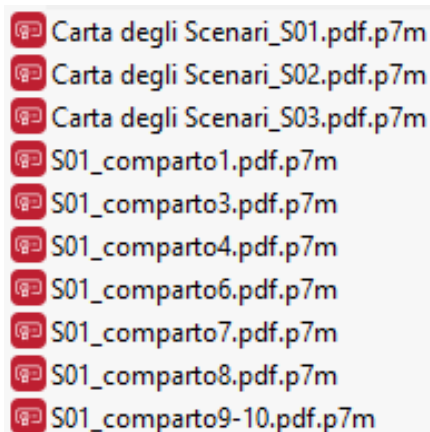 Carta degli Scenari_S01.pdf.p7m
Carta degli Scenari_S02.pdf.p7m
Carta degli Scenari_S03.pdf.p7m
S01_comparto1.pdf.p7m
S01_comparto3.pdf.p7m
S01_comparto4.pdf.p7m
S01_comparto6.pdf.p7m
S01_comparto7.pdf.p7m
S01_comparto8.pdf.p7m
S01_comparto9-10.pdf.p7m